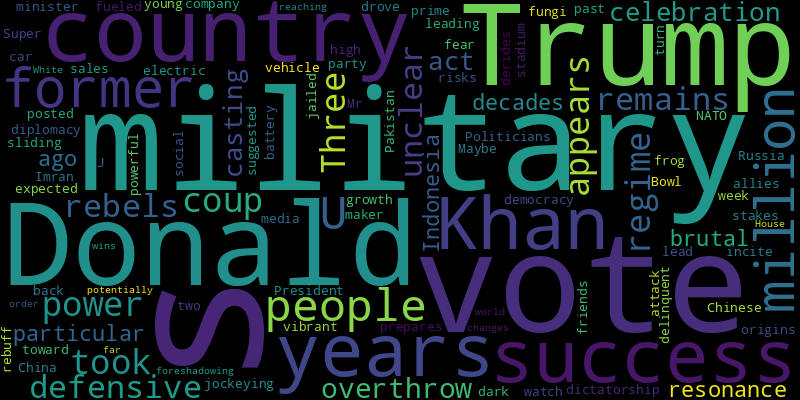 minister fueled young company drove prime past celebration
reaching leading fungi
Super country Trump
fear turn derides stadium
car sales electric vehicle high party act risks
White
former casting Three unclear decades appears remains
posted jailed Mr NATO
diplomacy military Politicians
sliding powerful social suggested battery Pakistan Maybe frog Russia million
ago U
Imran Indonesia regime Bowl allies
expected week
rebels coup U growth democracy stakes
Donald media maker Khan House
wins brutal
lead incite
back potentially President vote
order power S two people friends attack delinquent Chinese
vibrant prepares world
particular changes origins
rebuff toward far years success
China took foreshadowing
defensive jockeying overthrow dark watch dictatorship resonance